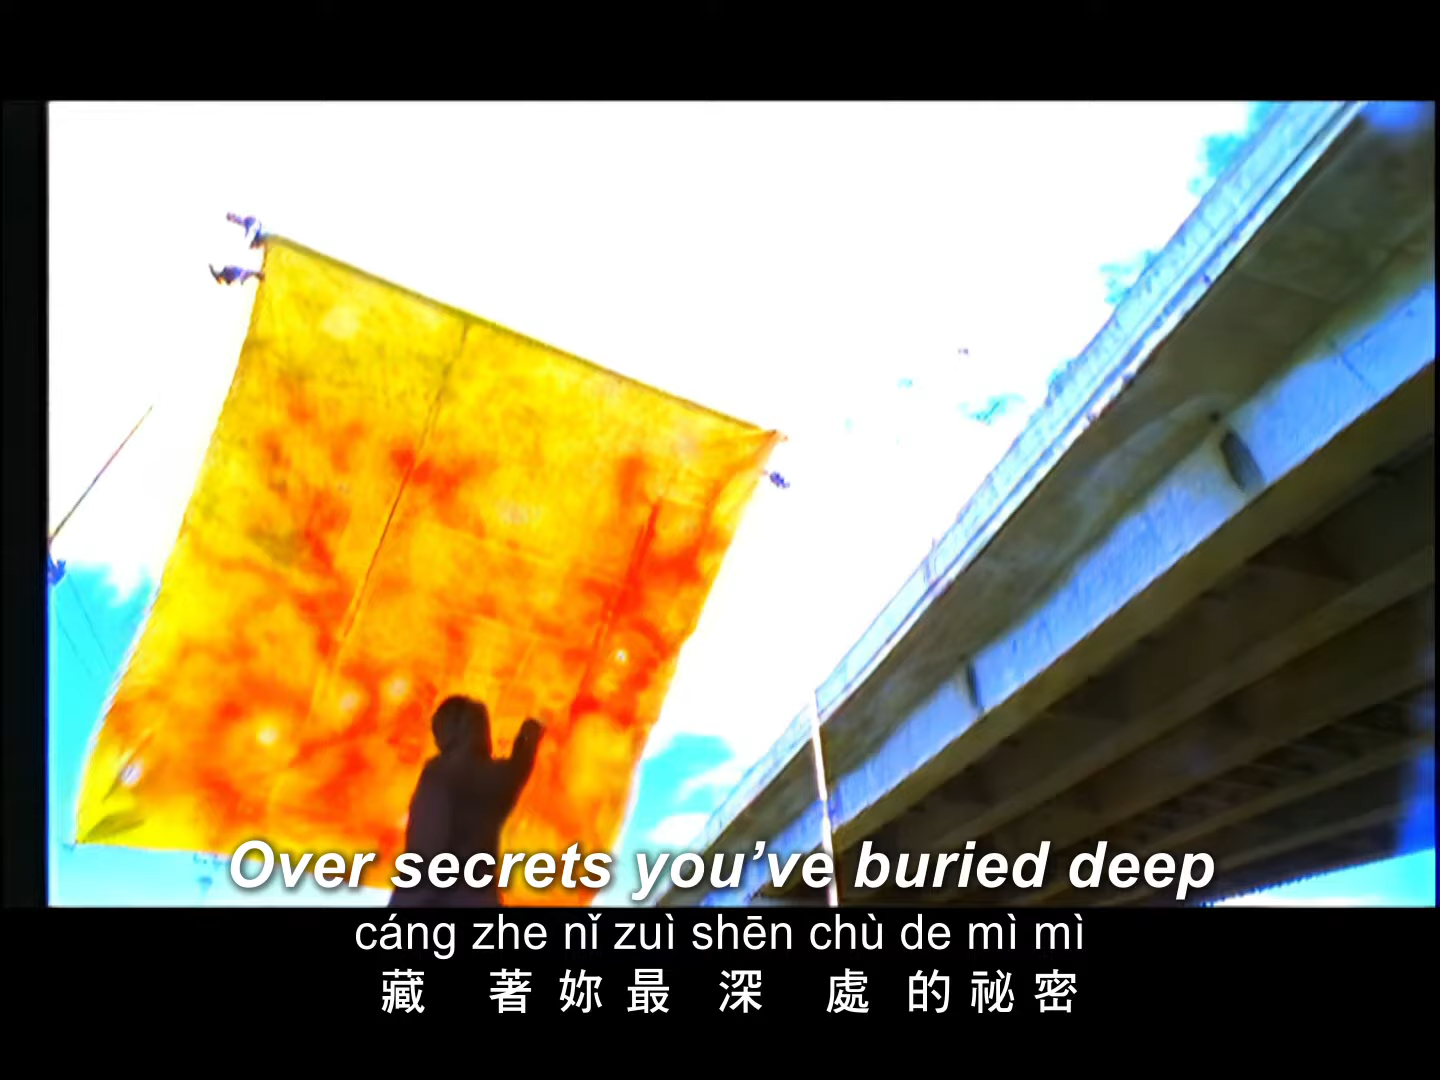 Over secrets you’ve buried deep
cáng zhe nǐ zuì shēn chù de mì mì
藏 著 妳 最 深 處 的 祕 密